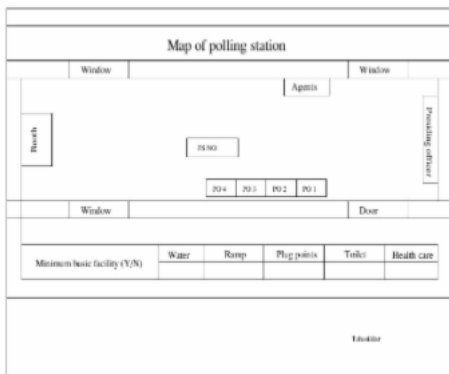 Map of polling station
Window Window
Agents
Booth
Presiding officer
PO 4 PO 3 PO 2 PO 1
Window Door
Minimum basic facility (Y/N) Water Ramp Plug points Toilet Health care